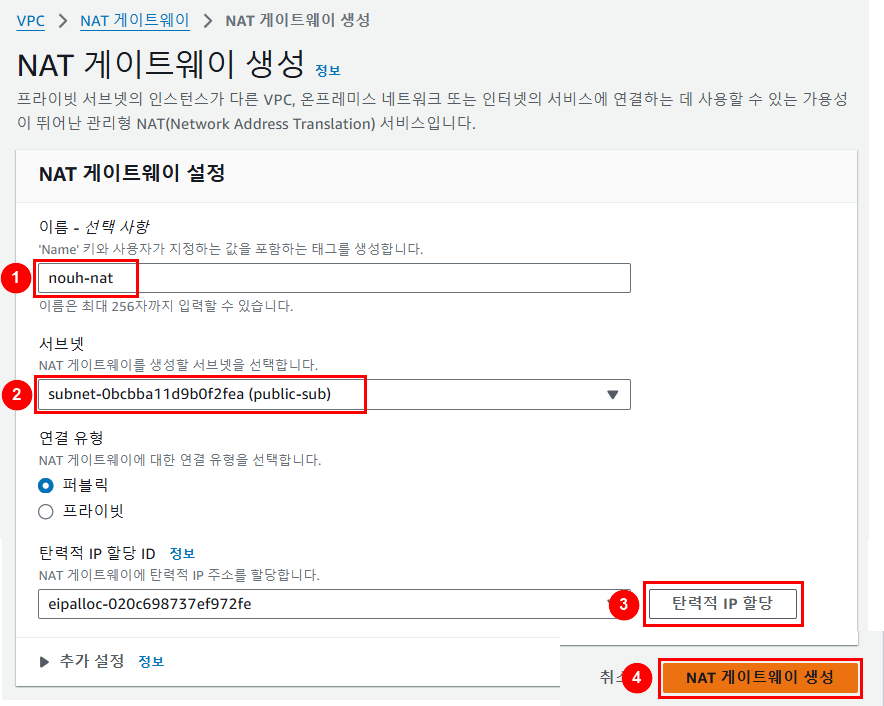 VPC > NAT 게이트웨이 > NAT 게이트웨이 생성
NAT 게이트웨이 생성 정보
프라이빗 서브넷의 인스턴스가 다른 VPC, 온프레미스 네트워크 또는 인터넷의 서비스에 연결하는 데 사용할 수 있는 가용성
이 뛰어난 관리형 NAT(Network Address Translation) 서비스입니다.
NAT 게이트웨이 설정
이름 - 선택 사항
'Name' 키와 사용자가 지정하는 값을 포함하는 태그를 생성합니다.
1 nouh-nat
이름은 최대 256자까지 입력할 수 있습니다.
서브넷
NAT 게이트웨이를 생성할 서브넷을 선택합니다.
2 subnet-0bcbba11d9b0f2fea (public-sub)
연결 유형
NAT 게이트웨이에 대한 연결 유형을 선택합니다.
퍼블릭
프라이빗
탄력적 IP 할당 ID 정보
NAT 게이트웨이에 탄력적 IP 주소를 할당합니다.
eipalloc-020c698737ef972fe 3 탄력적 IP 할당
추가 설정 정보
4 NAT 게이트웨이 생성